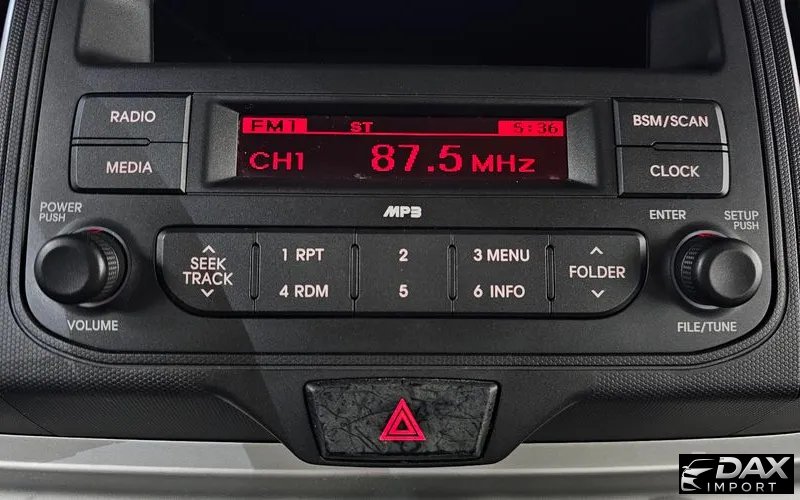 RADIO
MEDIA
FM1 ST 5:36
CH1 87.5 MHz
BSM/SCAN
CLOCK
MP3
POWER
PUSH
VOLUME
SEEK
TRACK
1 RPT 2 3 MENU
4 RDM 5 6 INFO
FOLDER
ENTER
SETUP
PUSH
FILE/TUNE
DAX
IMPORT